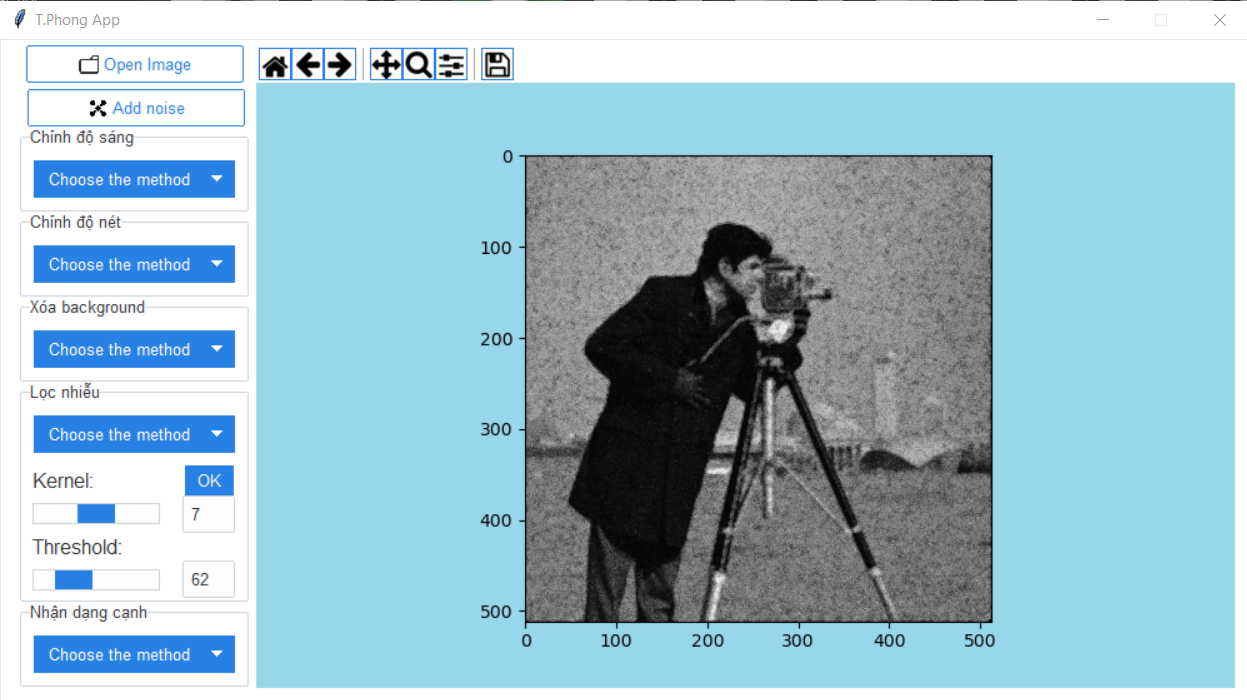 T.Phong App
Open Image
Add noise
Chỉnh độ sáng
Choose the method
Chỉnh độ nét
Choose the method
Xóa background
Choose the method
Lọc nhiễu
Choose the method
Kernel:
OK
7
Threshold:
62
Nhận dạng cạnh
Choose the method
0
100
200
300
400
500
0 100 200 300 400 500